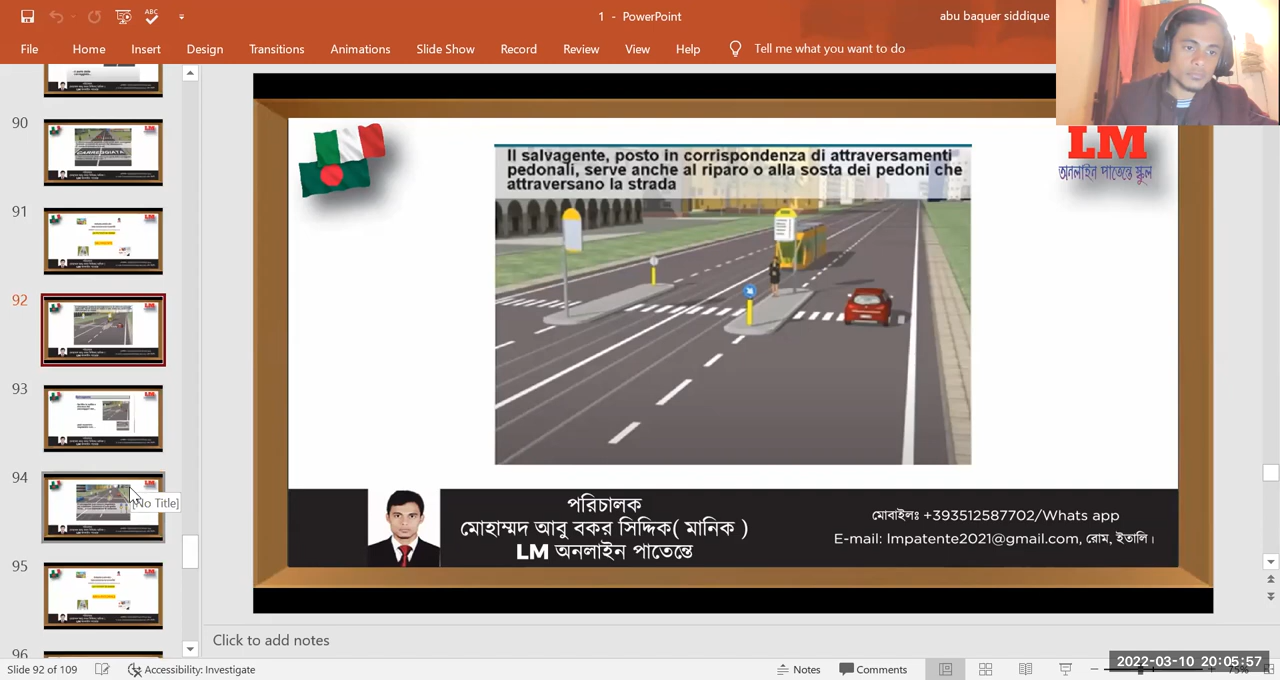 ABC
1 - PowerPoint
abu baquer siddique
File Home Insert Design Transitions Animations Slide Show Record Review View Help Tell me what you want to do
90
91
92
93
94
95
96
[No Title]
Il salvagente, posto in corrispondenza di attraversamenti
pedonali, serve anche al riparo o alla sosta dei pedoni che
attraversano la strada
LM
অনলাইন পাতেন্তে স্কুল
পরিচালক
মোহাম্মদ আবু বকর সিদ্দিক( মানিক )
LM অনলাইন পাতেন্তে
মোবাইলঃ +393512587702/Whats app
E-mail: lmpatente2021@gmail.com, রোম, ইতালি।
Click to add notes
Slide 92 of 109 Accessibility: Investigate Notes Comments
2022-03-10 20:05:57